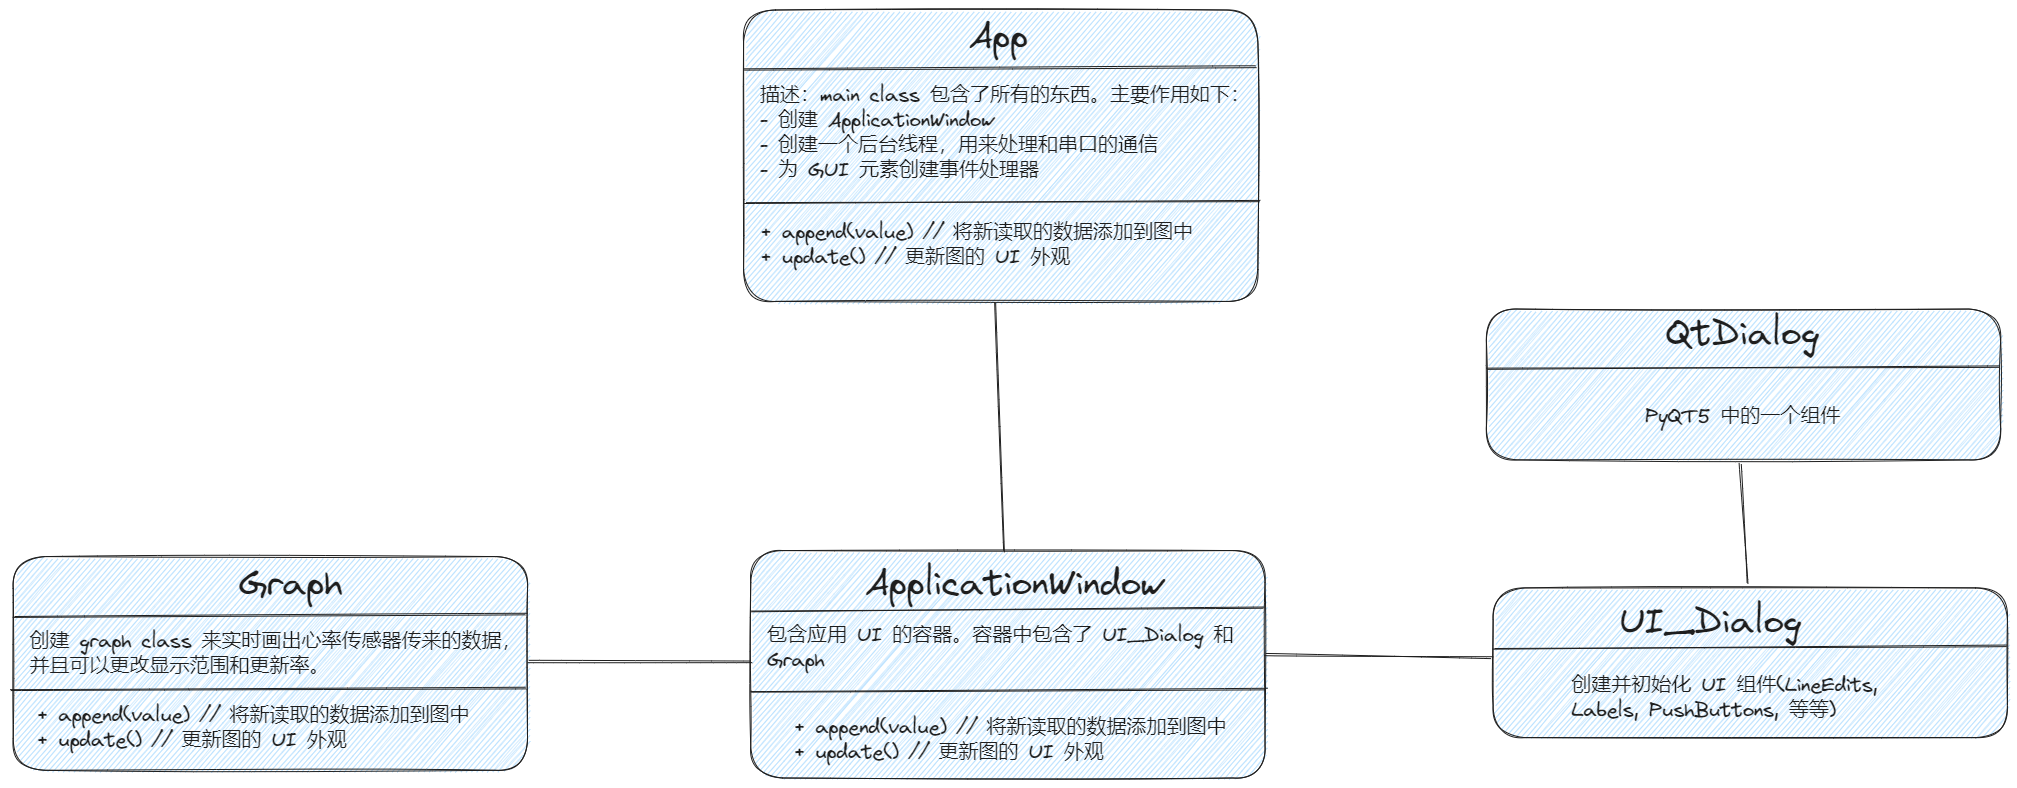 App
描述：main class 包含了所有的东西。主要作用如下：
- 创建 ApplicationWindow
- 创建一个后台线程，用来处理和串口的通信
- 为 GUI 元素创建事件处理器
+ append(value) // 将新读取的数据添加到图中
+ update() // 更新图的 UI 外观
QtDialog
PyQT5 中的一个组件
Graph
创建 graph class 来实时画出心率传感器传来的数据，
并且可以更改显示范围和更新率。
+ append(value) // 将新读取的数据添加到图中
+ update() // 更新图的 UI 外观
ApplicationWindow
包含应用 UI 的容器。容器中包含了 UI_Dialog 和
Graph
+ append(value) // 将新读取的数据添加到图中
+ update() // 更新图的 UI 外观
UI_Dialog
创建并初始化 UI 组件(LineEdits,
Labels, PushButtons, 等等)